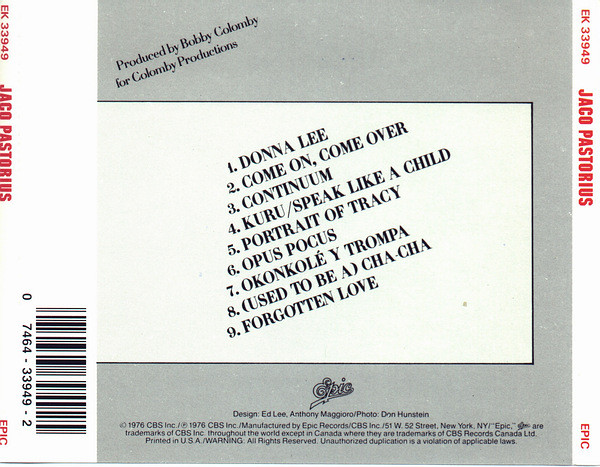 EK 33949
JACO PASTORIUS
EPIC
Produced by Bobby Colomby
for Colomby Productions
1. DONNA LEE
2. COME ON, COME OVER
3. CONTINUUM
4. KURU/SPEAK LIKE A CHILD
5. PORTRAIT OF TRACY
6. OPUS POCUS
7. OKONKOLÉ Y TROMPA
8. (USED TO BE A) CHA-CHA
9. FORGOTTEN LOVE
0 7464-33949-2
Epic
Design: Ed Lee, Anthony Maggioro/Photo: Don Hunstein
© 1976 CBS Inc./℗ 1976 CBS Inc./Manufactured by Epic Records/CBS Inc./51 W. 52 Street, New York, NY/"Epic," Epic are
trademarks of CBS Inc. throughout the world except in Canada where they are trademarks of CBS Records Canada Ltd.
Printed in U.S.A./WARNING: All Rights Reserved. Unauthorized duplication is a violation of applicable laws.
EK 33949
JACO PASTORIUS
EPIC